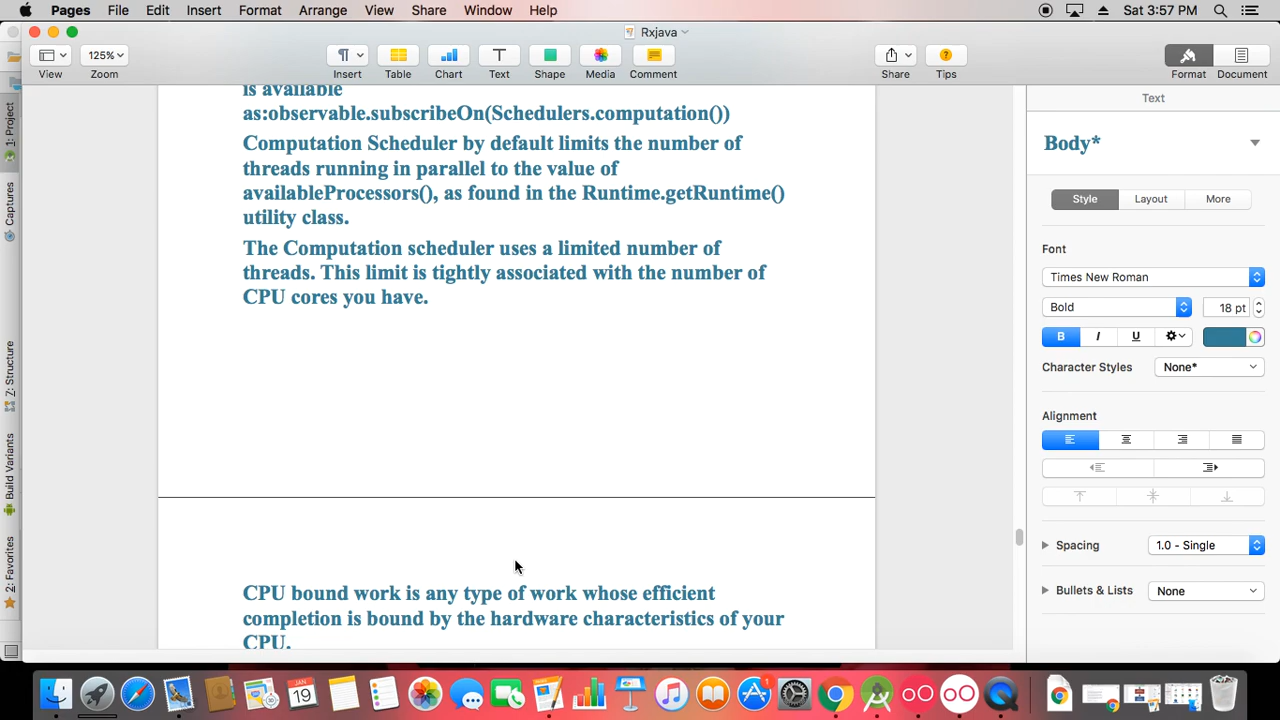 Pages File Edit Insert Format Arrange View Share Window Help Sat 3:57 PM
Rxjava
125%
View Zoom Insert Table Chart Text Shape Media Comment Share Tips Format Document
1: Project
Captures
Z: Structure
Build Variants
2: Favorites
is available
as:observable.subscribeOn(Schedulers.computation())
Computation Scheduler by default limits the number of
threads running in parallel to the value of
availableProcessors(), as found in the Runtime.getRuntime()
utility class.
The Computation scheduler uses a limited number of
threads. This limit is tightly associated with the number of
CPU cores you have.
CPU bound work is any type of work whose efficient
completion is bound by the hardware characteristics of your
CPU.
Text
Body*
Style Layout More
Font
Times New Roman
Bold 18 pt
B I U
Character Styles None*
Alignment
Spacing 1.0 - Single
Bullets & Lists None
JAN
19
1